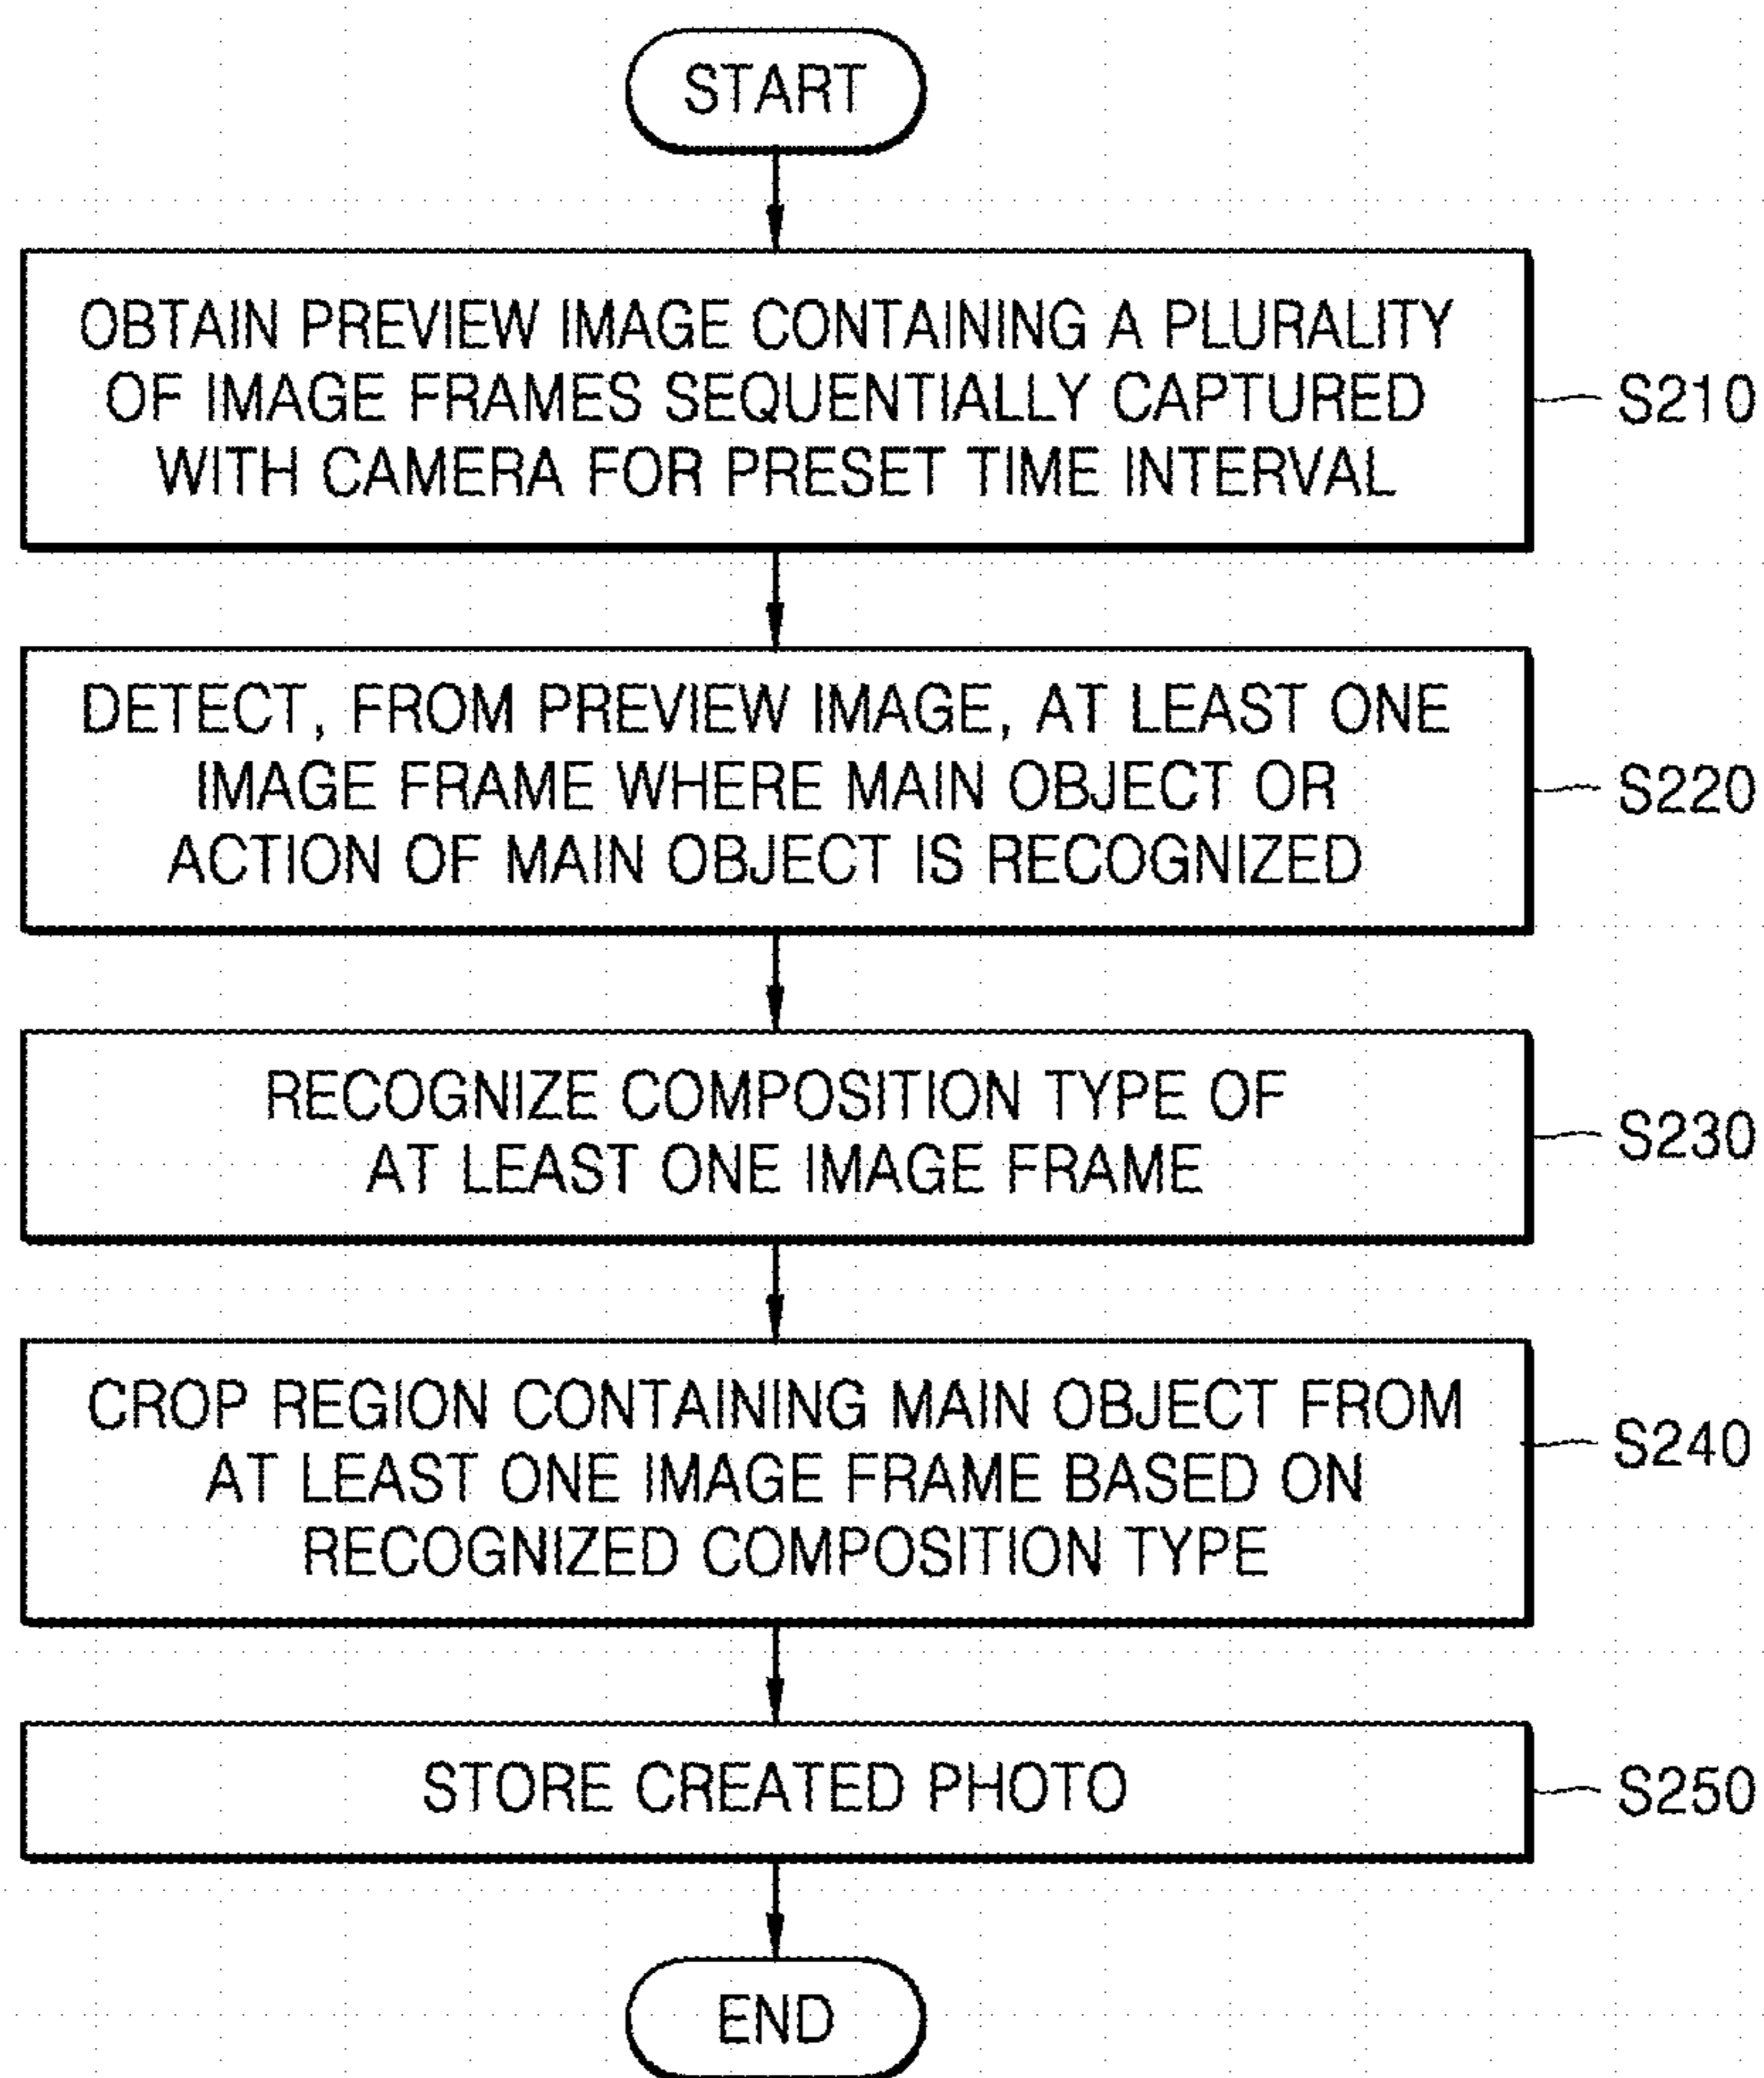 START
OBTAIN PREVIEW IMAGE CONTAINING A PLURALITY
OF IMAGE FRAMES SEQUENTIALLY CAPTURED
WITH CAMERA FOR PRESET TIME INTERVAL
S210
DETECT, FROM PREVIEW IMAGE, AT LEAST ONE
IMAGE FRAME WHERE MAIN OBJECT OR
ACTION OF MAIN OBJECT IS RECOGNIZED
S220
RECOGNIZE COMPOSITION TYPE OF
AT LEAST ONE IMAGE FRAME
S230
CROP REGION CONTAINING MAIN OBJECT FROM
AT LEAST ONE IMAGE FRAME BASED ON
RECOGNIZED COMPOSITION TYPE
S240
STORE CREATED PHOTO
S250
END